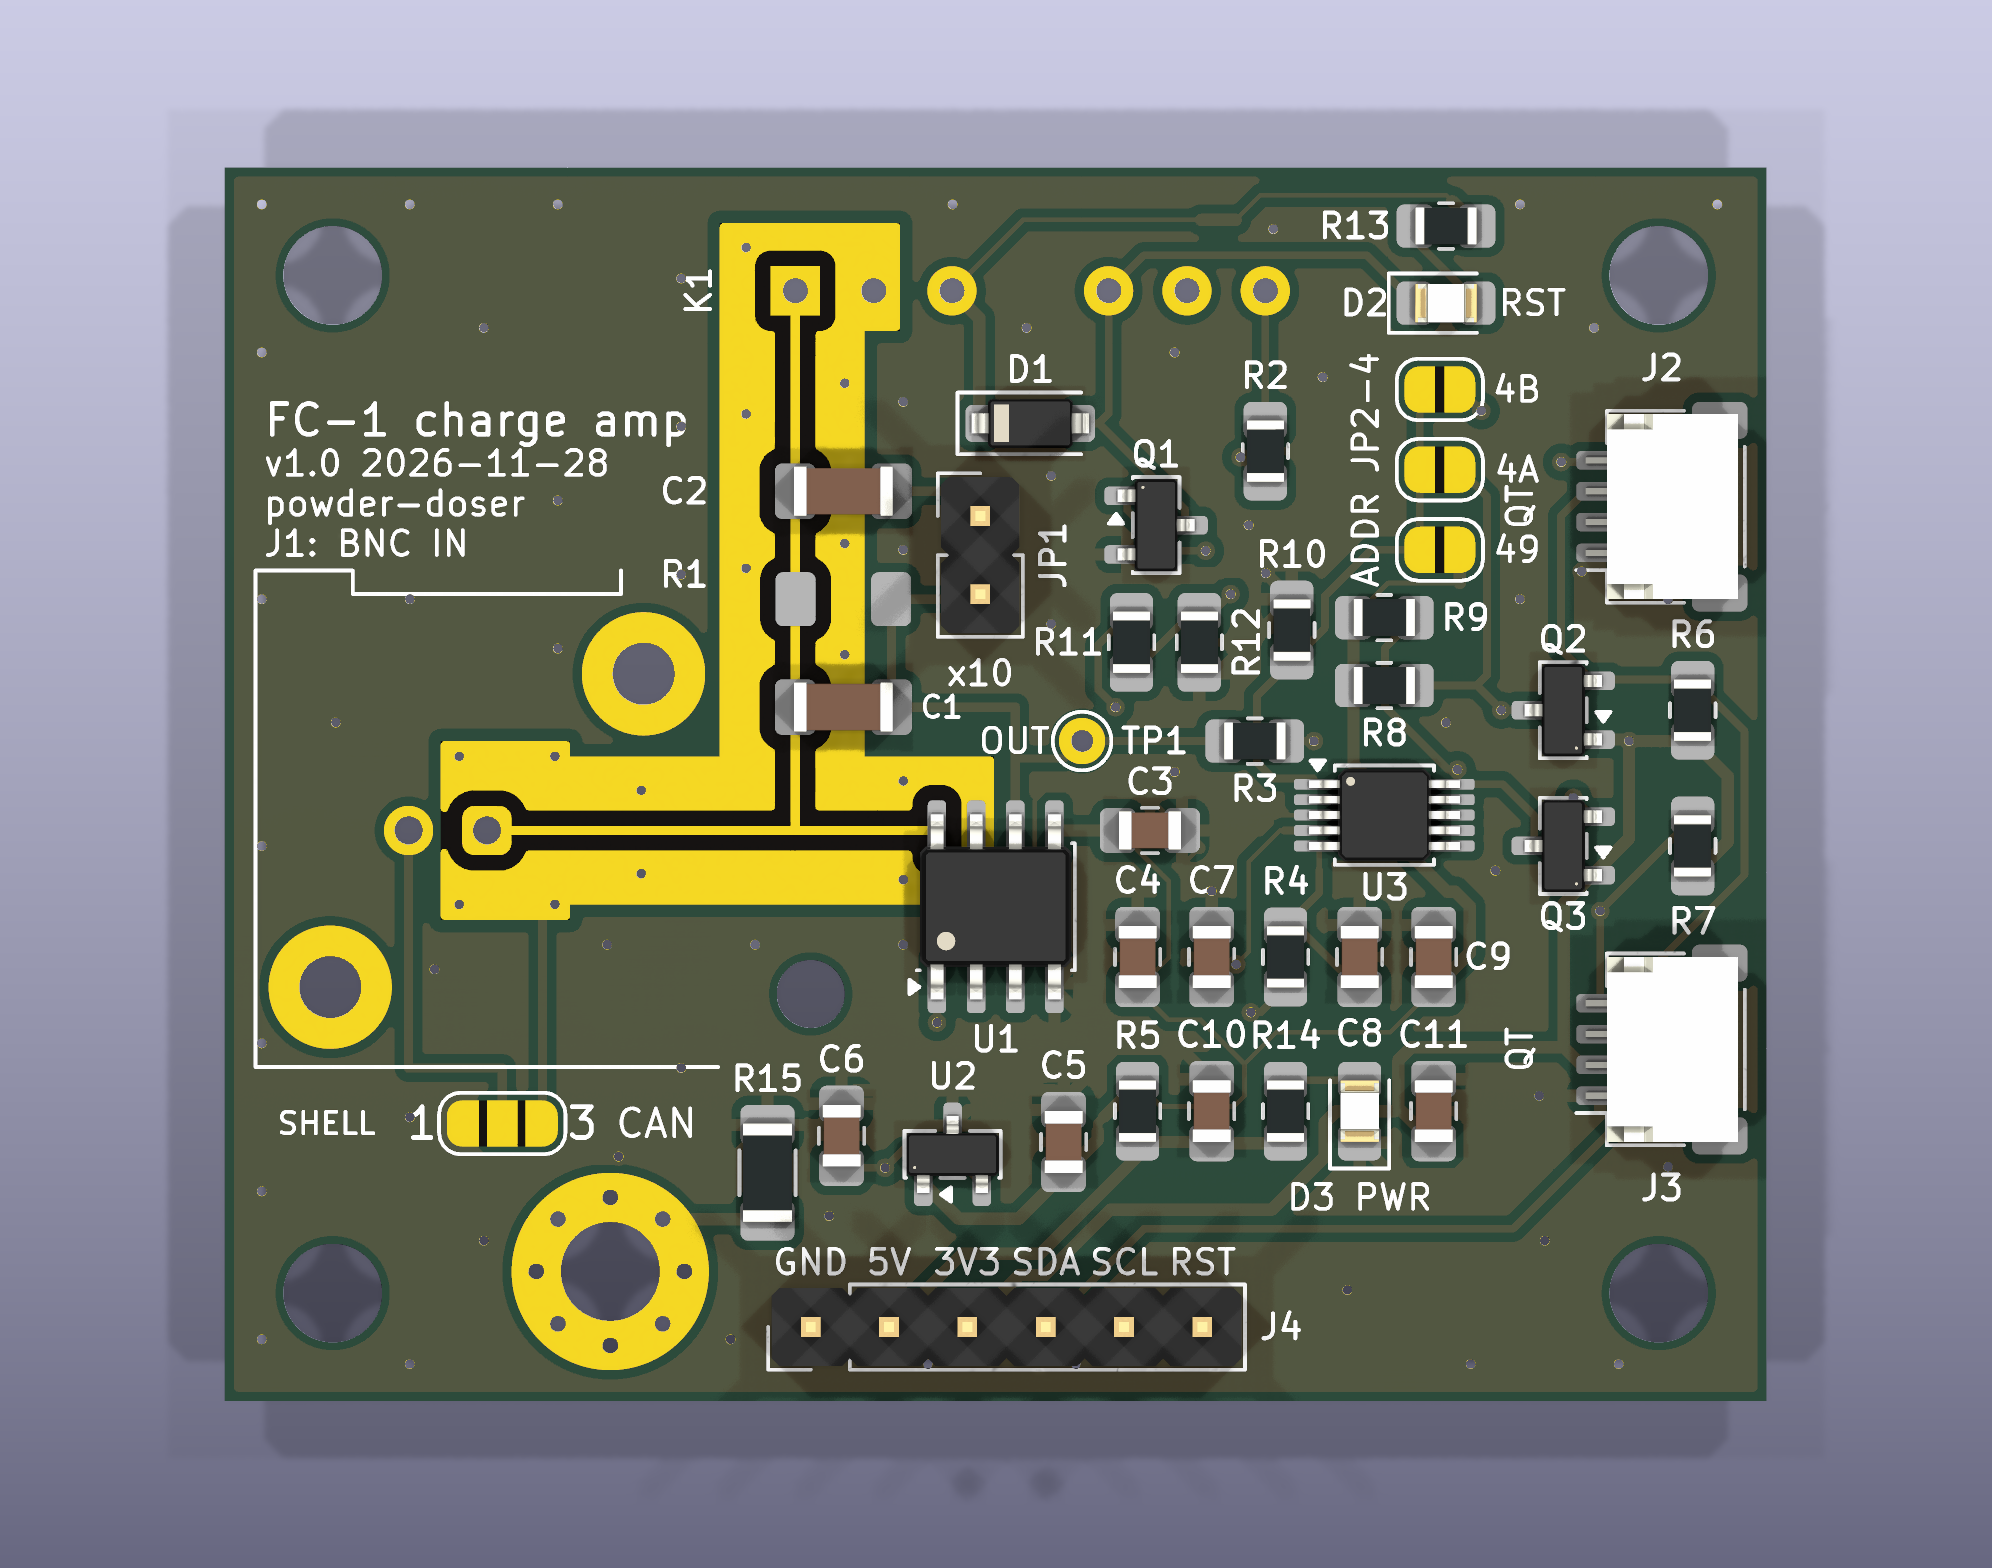 R13
K1
D2
RST
J2
D1
R2
ADDR JP2-4
4B
4A
49
QT
FC-1 charge amp
v1.0 2026-11-28
powder-doser
J1: BNC IN
C2
R1
JP1
Q1
R10
R9
Q2
R6
R11
R12
x10
C1
OUT
TP1
R8
C3
R3
C4
C7
R4
U3
Q3
R7
C9
U1
R5
C10
R14
C8
C11
QT
R15
C6
U2
C5
SHELL
1
3
CAN
D3 PWR
J3
GND 5V 3V3 SDA SCL RST
J4